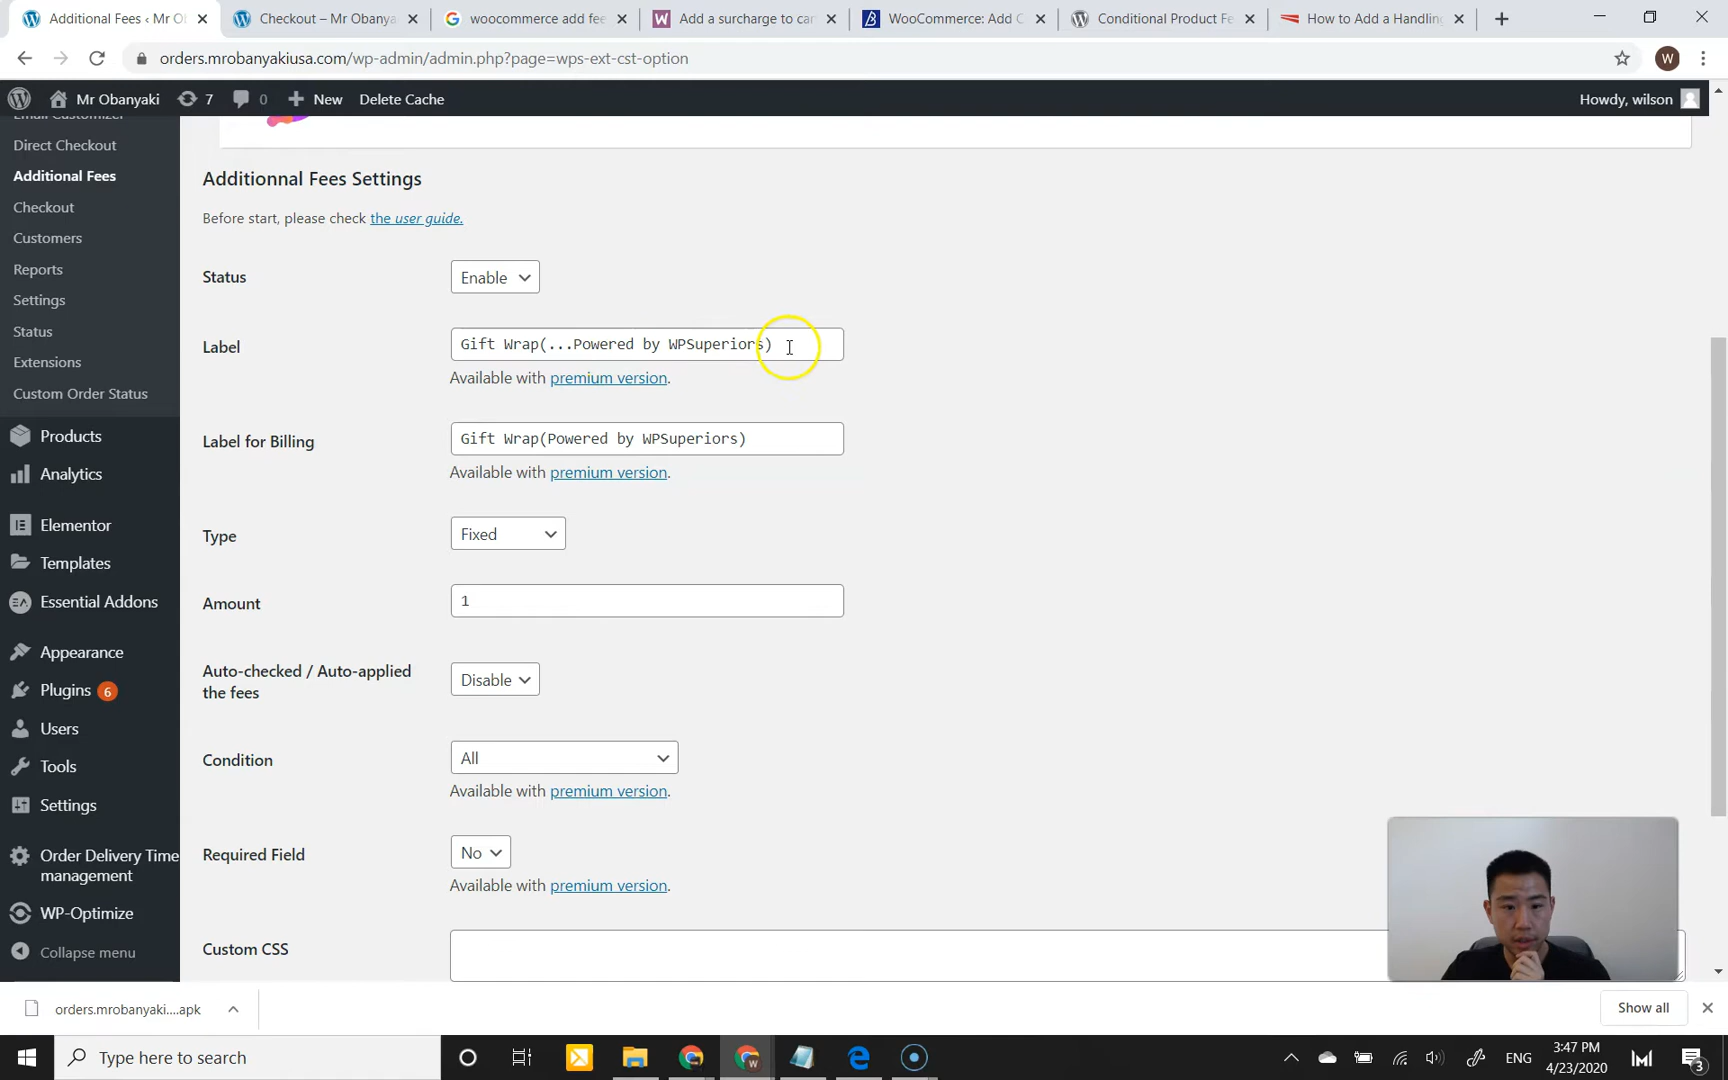 Additional Fees ‹ Mr O
Checkout – Mr Obanya
woocommerce add fee
Add a surcharge to car
WooCommerce: Add C
Conditional Product Fe
How to Add a Handling
orders.mrobanyakiusa.com/wp-admin/admin.php?page=wps-ext-cst-option
W
Mr Obanyaki
7
0
New
Delete Cache
Howdy, wilson
Email Customizer
Direct Checkout
Additional Fees
Checkout
Customers
Reports
Settings
Status
Extensions
Custom Order Status
Products
Analytics
Elementor
Templates
Essential Addons
Appearance
Plugins 6
Users
Tools
Settings
Order Delivery Time
management
WP-Optimize
Collapse menu
Additionnal Fees Settings
Before start, please check the user guide.
Status
Enable
Label
Gift Wrap(...Powered by WPSuperiors)
Available with premium version.
Label for Billing
Gift Wrap(Powered by WPSuperiors)
Available with premium version.
Type
Fixed
Amount
1
Auto-checked / Auto-applied
the fees
Disable
Condition
All
Available with premium version.
Required Field
No
Available with premium version.
Custom CSS
orders.mrobanyaki....apk
Show all
Type here to search
ENG
3:47 PM
4/23/2020
3